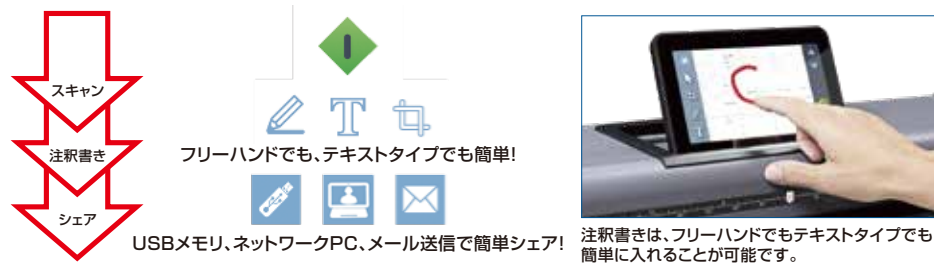 スキャン
注釈書き
シェア
フリーハンドでも、テキストタイプでも簡単!
USBメモリ、ネットワークPC、メール送信で簡単シェア!
注釈書きは、フリーハンドでもテキストタイプでも
簡単に入れることが可能です。